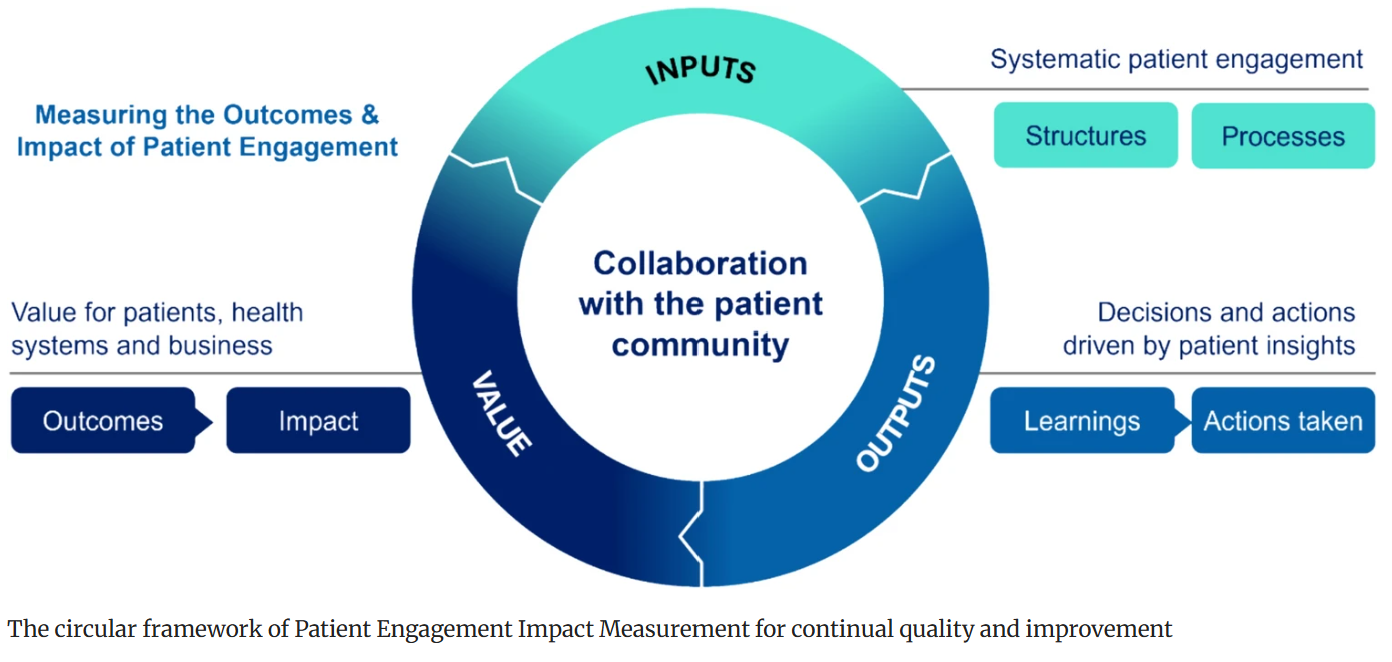 Measuring the Outcomes &
Impact of Patient Engagement
INPUTS
Systematic patient engagement
Structures
Processes
Collaboration
with the patient
community
Value for patients, health
systems and business
Outcomes
Impact
VALUE
OUTPUTS
Decisions and actions
driven by patient insights
Learnings
Actions taken
The circular framework of Patient Engagement Impact Measurement for continual quality and improvement